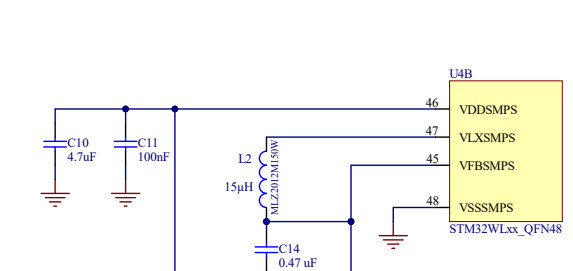 U4B
46 VDDSMPS
C10
4.7uF
C11
100nF
47 VLXSMPS
L2
15µH
MLZ2012M150W
45 VFBSMPS
48 VSSSMPS
STM32WLxx_QFN48
C14
0.47 uF